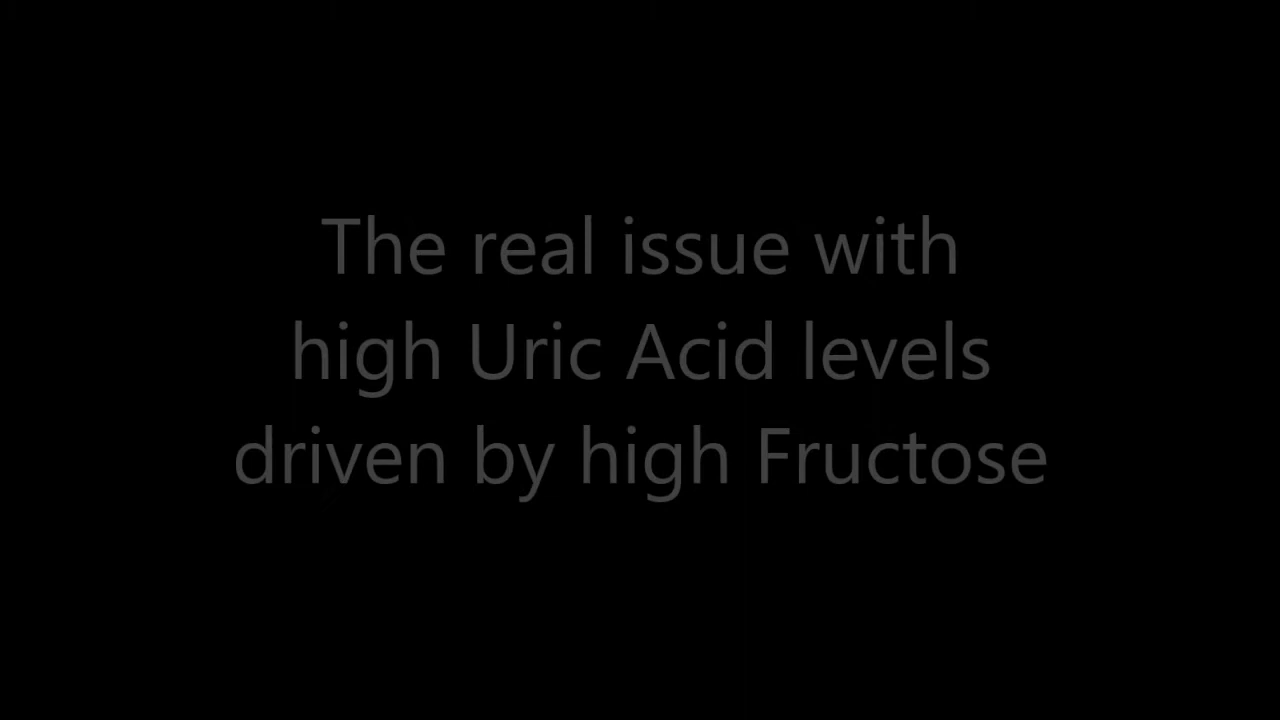 The real issue with
high Uric Acid levels
driven by high Fructose